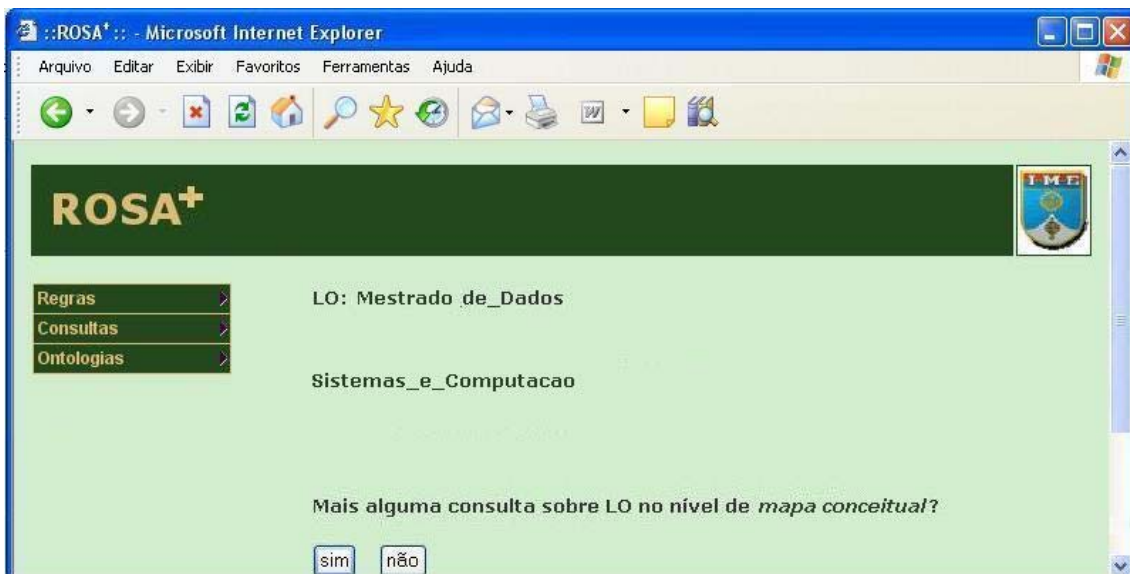 ::ROSA+:: - Microsoft Internet Explorer
Arquivo Editar Exibir Favoritos Ferramentas Ajuda
W
ROSA+
IME
Regras
Consultas
Ontologias
LO: Mestrado de_Dados
Sistemas_e_Computacao
Mais alguma consulta sobre LO no nível de mapa conceitual?
sim não